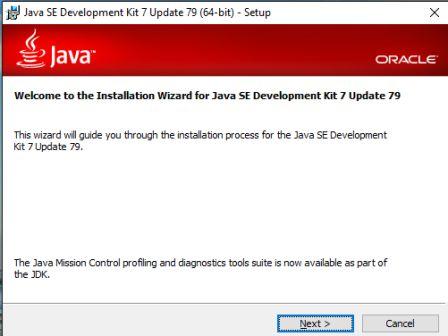 Java SE Development Kit 7 Update 79 (64-bit) - Setup
Java™
ORACLE
Welcome to the Installation Wizard for Java SE Development Kit 7 Update 79
This wizard will guide you through the installation process for the Java SE Development
Kit 7 Update 79.
The Java Mission Control profiling and diagnostics tools suite is now available as part of
the JDK.
Next >
Cancel